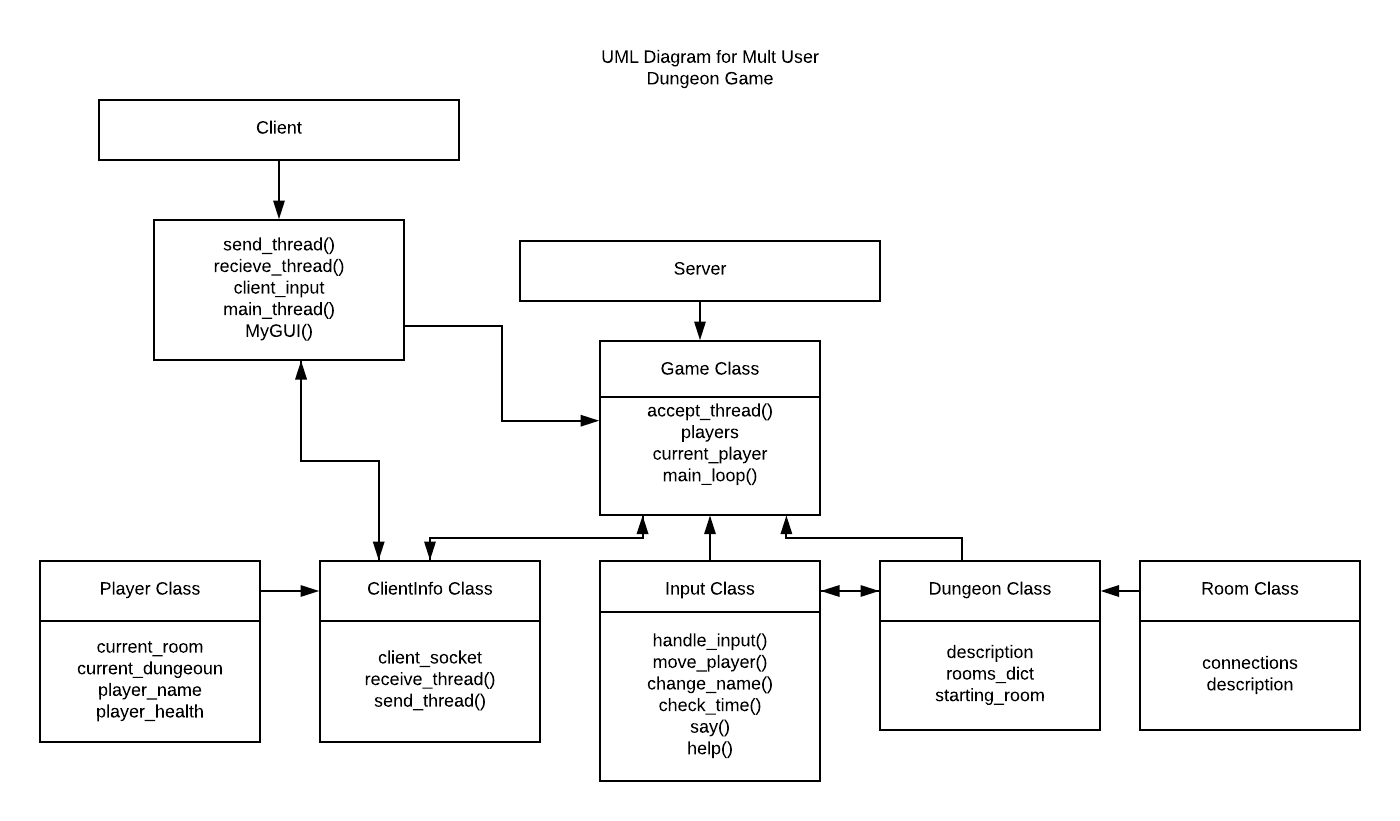 UML Diagram for Mult User
Dungeon Game
Client
send_thread()
recieve_thread()
client_input
main_thread()
MyGUI()
Server
Game Class
accept_thread()
players
current_player
main_loop()
Player Class
current_room
current_dungeoun
player_name
player_health
ClientInfo Class
client_socket
receive_thread()
send_thread()
Input Class
handle_input()
move_player()
change_name()
check_time()
say()
help()
Dungeon Class
description
rooms_dict
starting_room
Room Class
connections
description